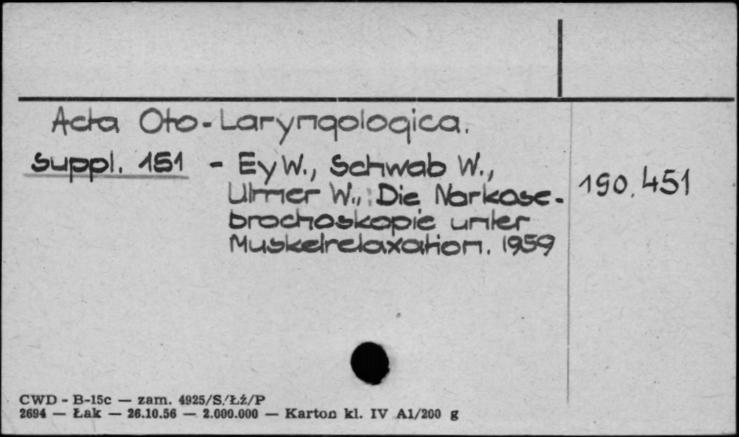 Acta Oto-Laryngologica.
Suppl. 151 - Ey W., Schwab W.,
Ulmer W.,: Die Narkose-
brochoskopie unter
Muskelrelaxation. 1959
190.451
CWD - B-15c — zam. 4925/S/Łź/P
2694 — Łak — 26.10.56 — 2.000.000 — Karton kl. IV A1/200 g